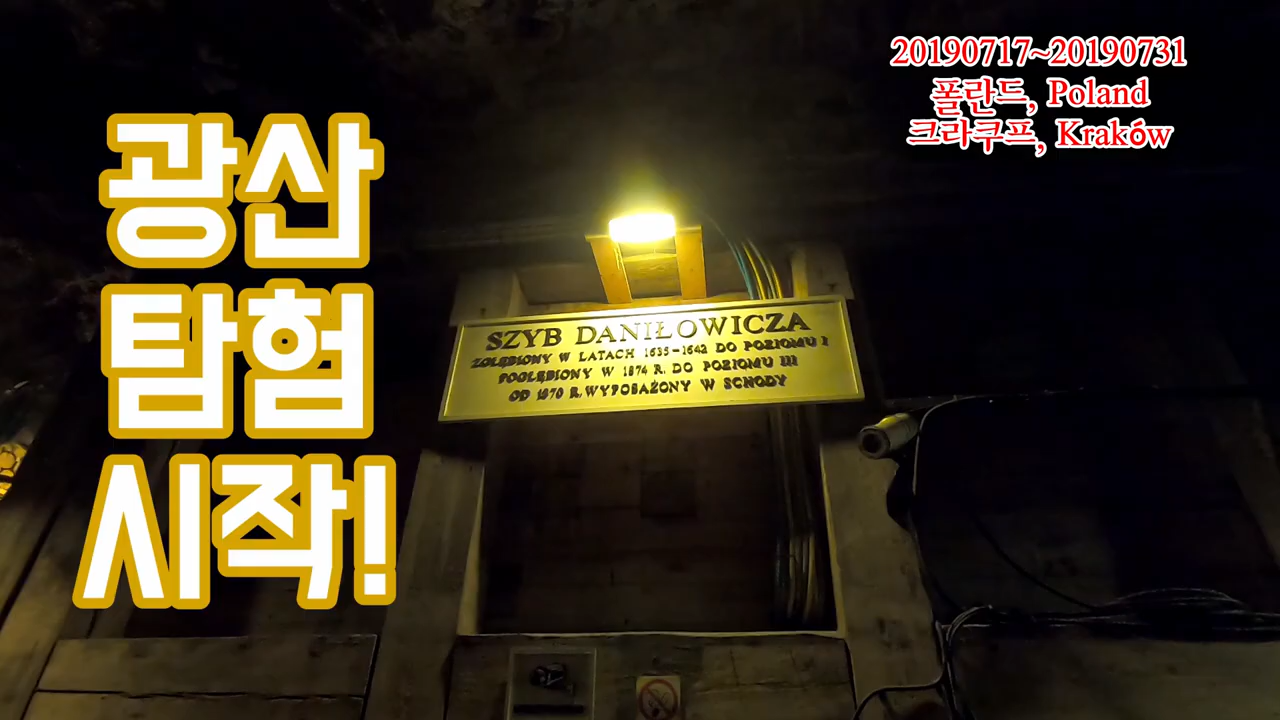 20190717~20190731
폴란드, Poland
크라쿠프, Kraków
광산
탐험
시작!
SZYB DANIŁOWICZA
ZGŁĘBIONY W LATACH 1635-1642 DO POZIOMU I
POGŁĘBIONY W 1874 R. DO POZIOMU III
OD 1870 R. WYPOSAŻONY W SCHODY